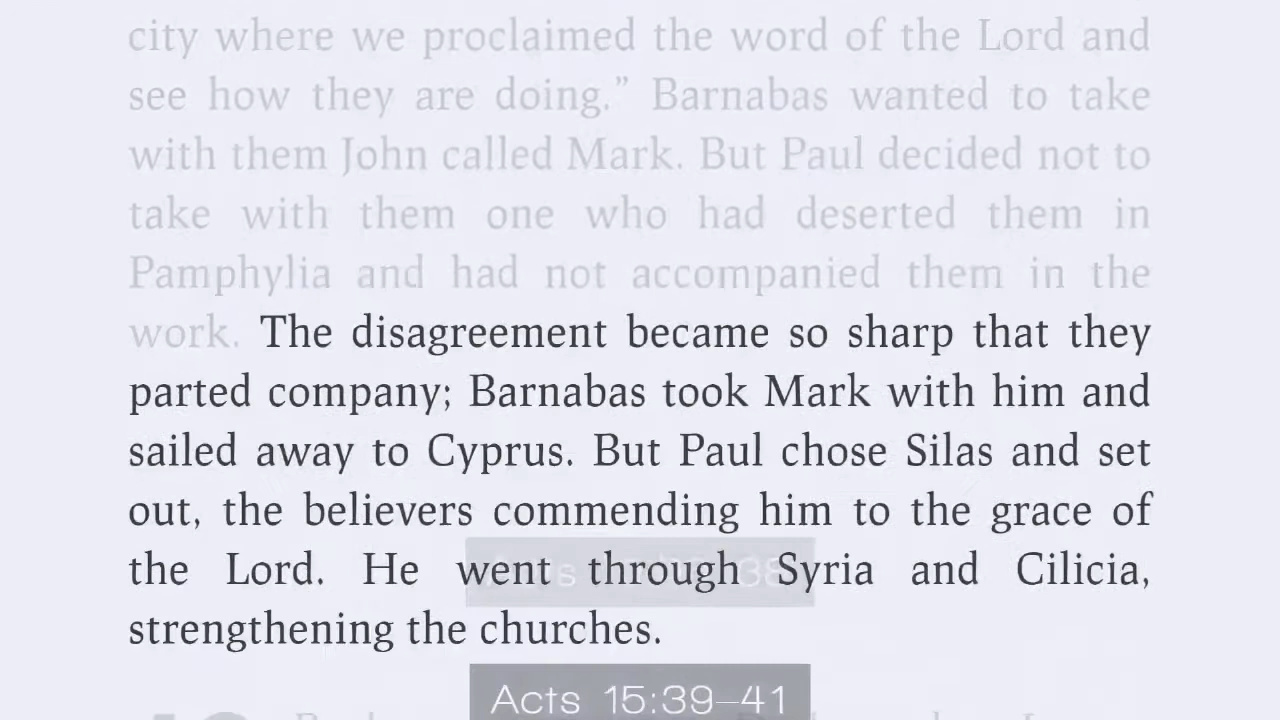 city where we proclaimed the word of the Lord and
see how they are doing.” Barnabas wanted to take
with them John called Mark. But Paul decided not to
take with them one who had deserted them in
Pamphylia and had not accompanied them in the
work. The disagreement became so sharp that they
parted company; Barnabas took Mark with him and
sailed away to Cyprus. But Paul chose Silas and set
out, the believers commending him to the grace of
the Lord. He went through Syria and Cilicia,
strengthening the churches.
Acts 15:39–41